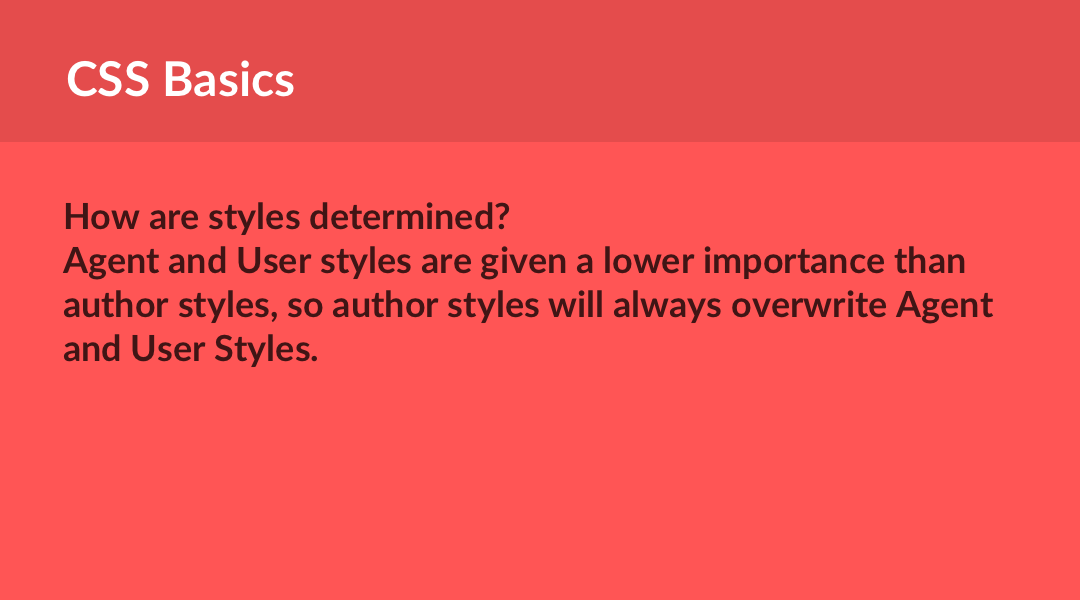 CSS Basics
How are styles determined?
Agent and User styles are given a lower importance than
author styles, so author styles will always overwrite Agent
and User Styles.